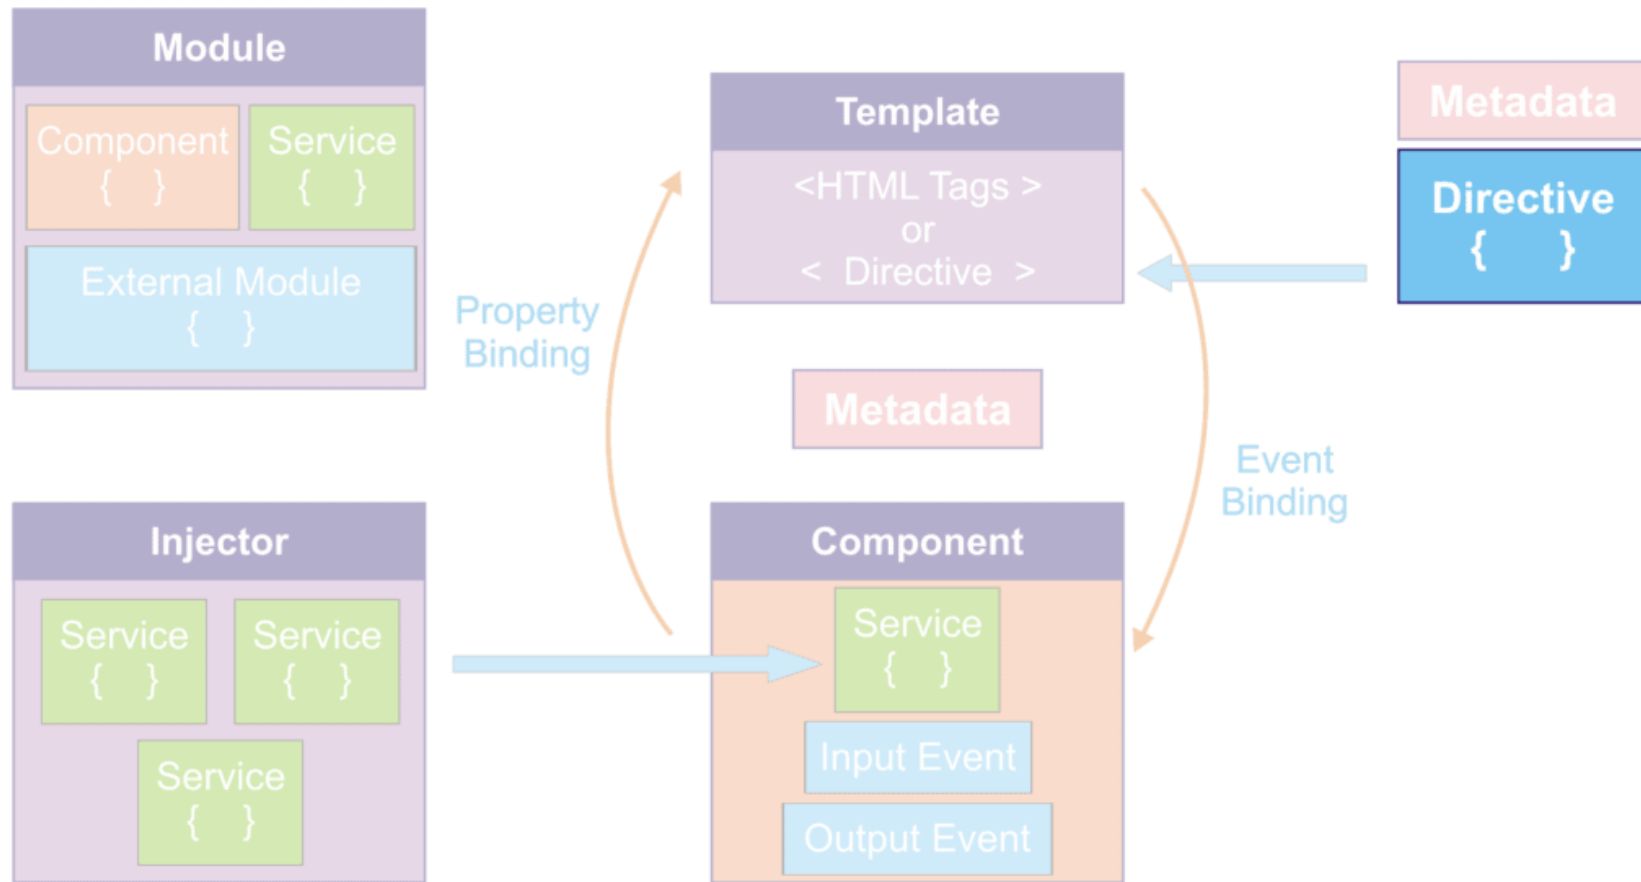 Module
Component
{ }
Service
{ }
External Module
{ }
Property
Binding
Template
<HTML Tags >
or
< Directive >
Metadata
Metadata
Directive
{ }
Event
Binding
Injector
Service
{ }
Service
{ }
Service
{ }
Component
Service
{ }
Input Event
Output Event